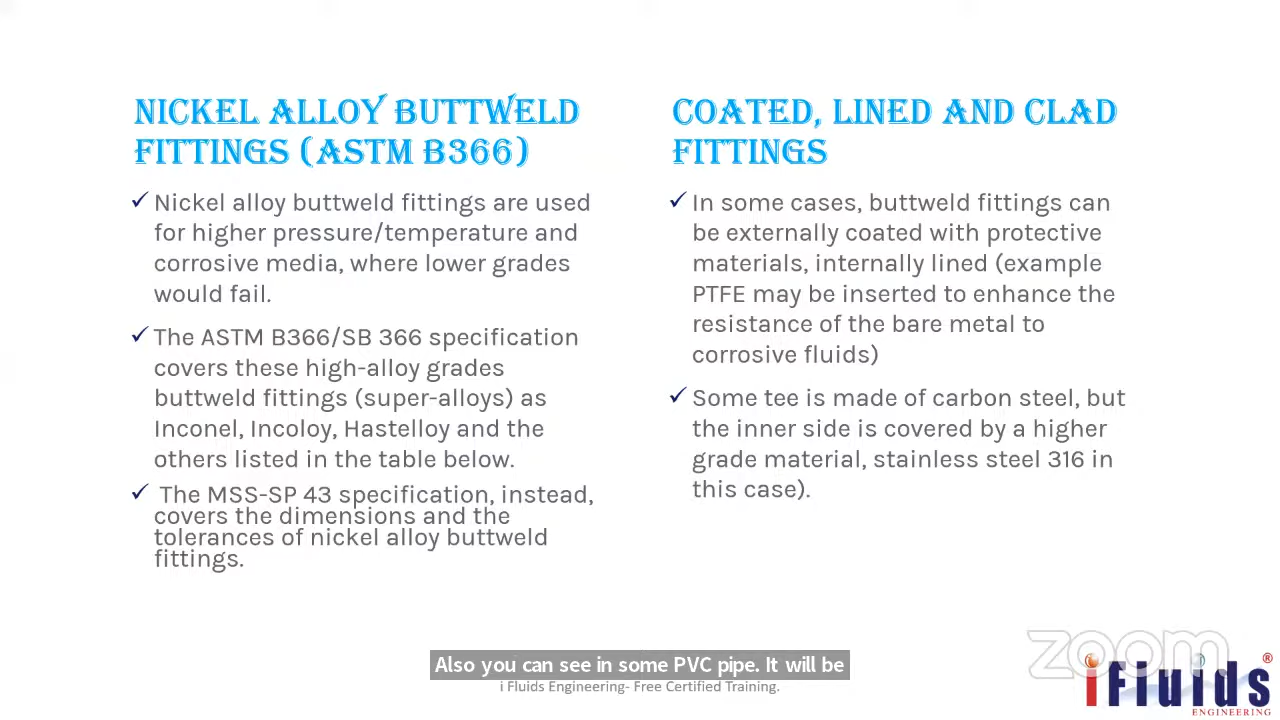 NICKEL ALLOY BUTTWELD
FITTINGS (ASTM B366)
✓ Nickel alloy buttweld fittings are used
for higher pressure/temperature and
corrosive media, where lower grades
would fail.
✓ The ASTM B366/SB 366 specification
covers these high-alloy grades
buttweld fittings (super-alloys) as
Inconel, Incoloy, Hastelloy and the
others listed in the table below.
✓ The MSS-SP 43 specification, instead,
covers the dimensions and the
tolerances of nickel alloy buttweld
fittings.
COATED, LINED AND CLAD
FITTINGS
✓ In some cases, buttweld fittings can
be externally coated with protective
materials, internally lined (example
PTFE may be inserted to enhance the
resistance of the bare metal to
corrosive fluids)
✓ Some tee is made of carbon steel, but
the inner side is covered by a higher
grade material, stainless steel 316 in
this case).
Also you can see in some PVC pipe. It will be
i Fluids Engineering- Free Certified Training.
zoom
iFluids®
ENGINEERING